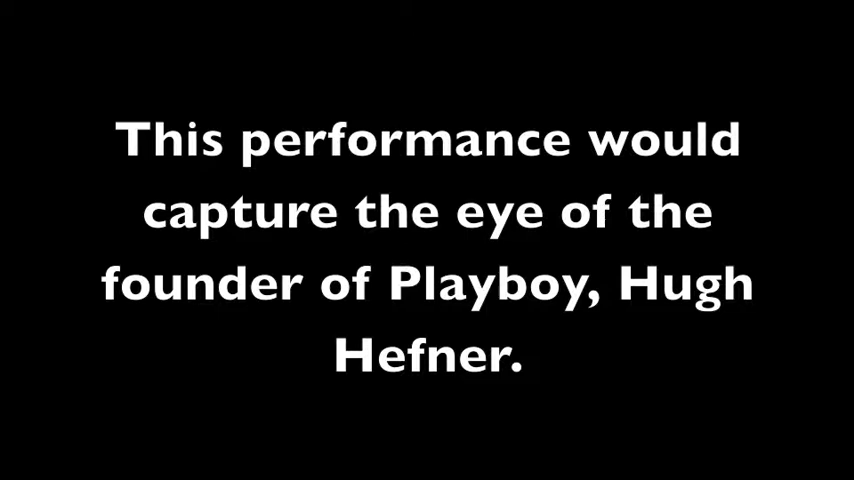 This performance would
capture the eye of the
founder of Playboy, Hugh
Hefner.